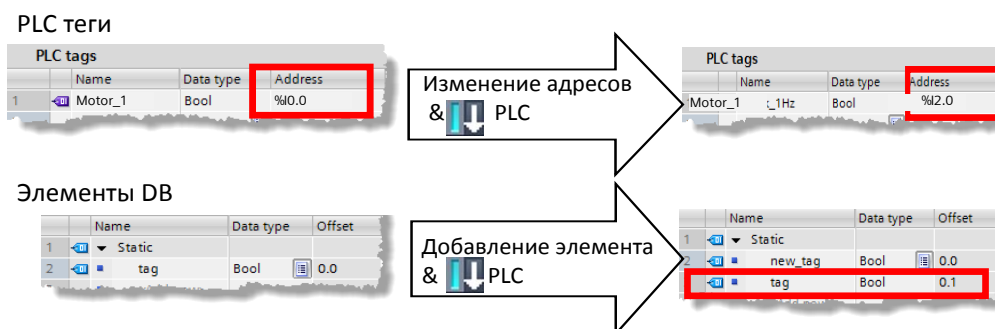 PLC теги
PLC tags
Name Data type Address
1 Motor_1 Bool %I0.0
Изменение адресов
& PLC
PLC tags
Name Data type Address
Motor_1 :_1Hz Bool %I2.0
Элементы DB
Name Data type Offset
1 Static
2 tag Bool 0.0
Добавление элемента
& PLC
Name Data type Offset
1 Static
2 new_tag Bool 0.0
tag Bool 0.1